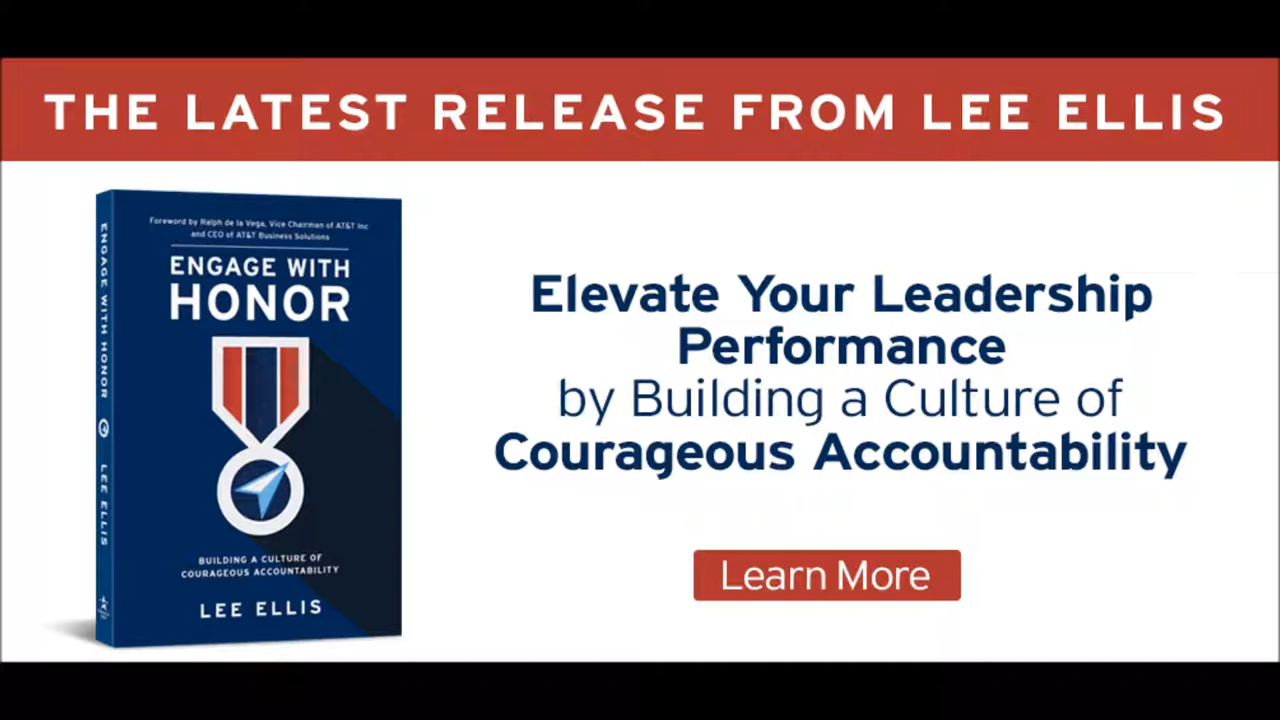 THE LATEST RELEASE FROM LEE ELLIS
Foreword by Ralph de la Vega, Vice Chairman of AT&T Inc
and CEO of AT&T Business Solutions
ENGAGE WITH
HONOR
BUILDING A CULTURE OF
COURAGEOUS ACCOUNTABILITY
LEE ELLIS
ENGAGE WITH HONOR
LEE ELLIS
Elevate Your Leadership
Performance
by Building a Culture of
Courageous Accountability
Learn More